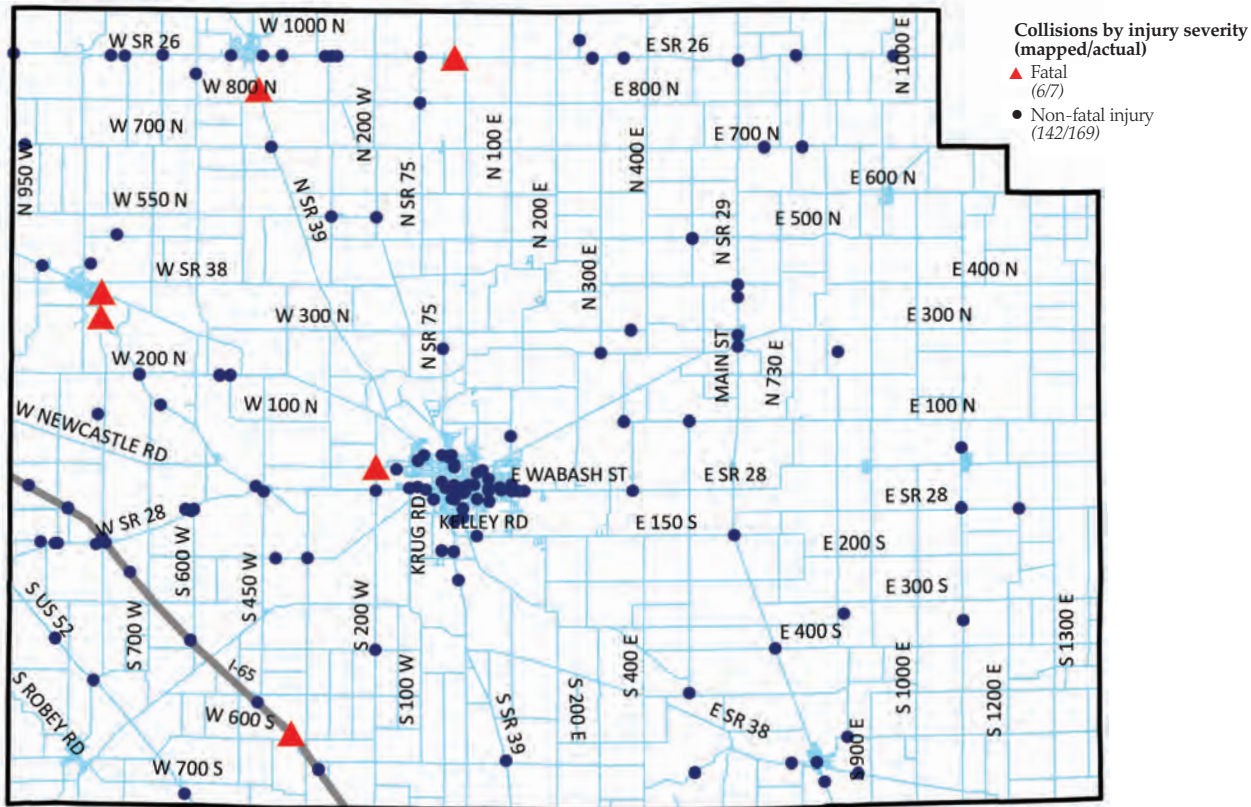 Collisions by injury severity
(mapped/actual)
Fatal
(6/7)
Non-fatal injury
(142/169)
W 1000 N
W SR 26
E SR 26
N 1000 E
W 800 N
E 800 N
N 200 W
W 700 N
N 100 E
N 400 E
E 700 N
N 950 W
E 600 N
W 550 N
N SR 39
N SR 75
N 200 E
N SR 29
E 500 N
W SR 38
N 300 E
E 400 N
W 300 N
N SR 75
E 300 N
W 200 N
MAIN ST
N 730 E
W 100 N
E 100 N
W NEWCASTLE RD
E WABASH ST
E SR 28
E SR 28
W SR 28
KRUG RD
KELLEY RD
E 150 S
E 200 S
S 600 W
S 450 W
E 300 S
S US 52
S 700 W
S 200 W
E 400 S
S 1300 E
I-65
S 100 W
S 400 E
S 1000 E
S ROBEY RD
W 600 S
S SR 39
S 200 E
E SR 38
S 1200 E
S 900 E
W 700 S